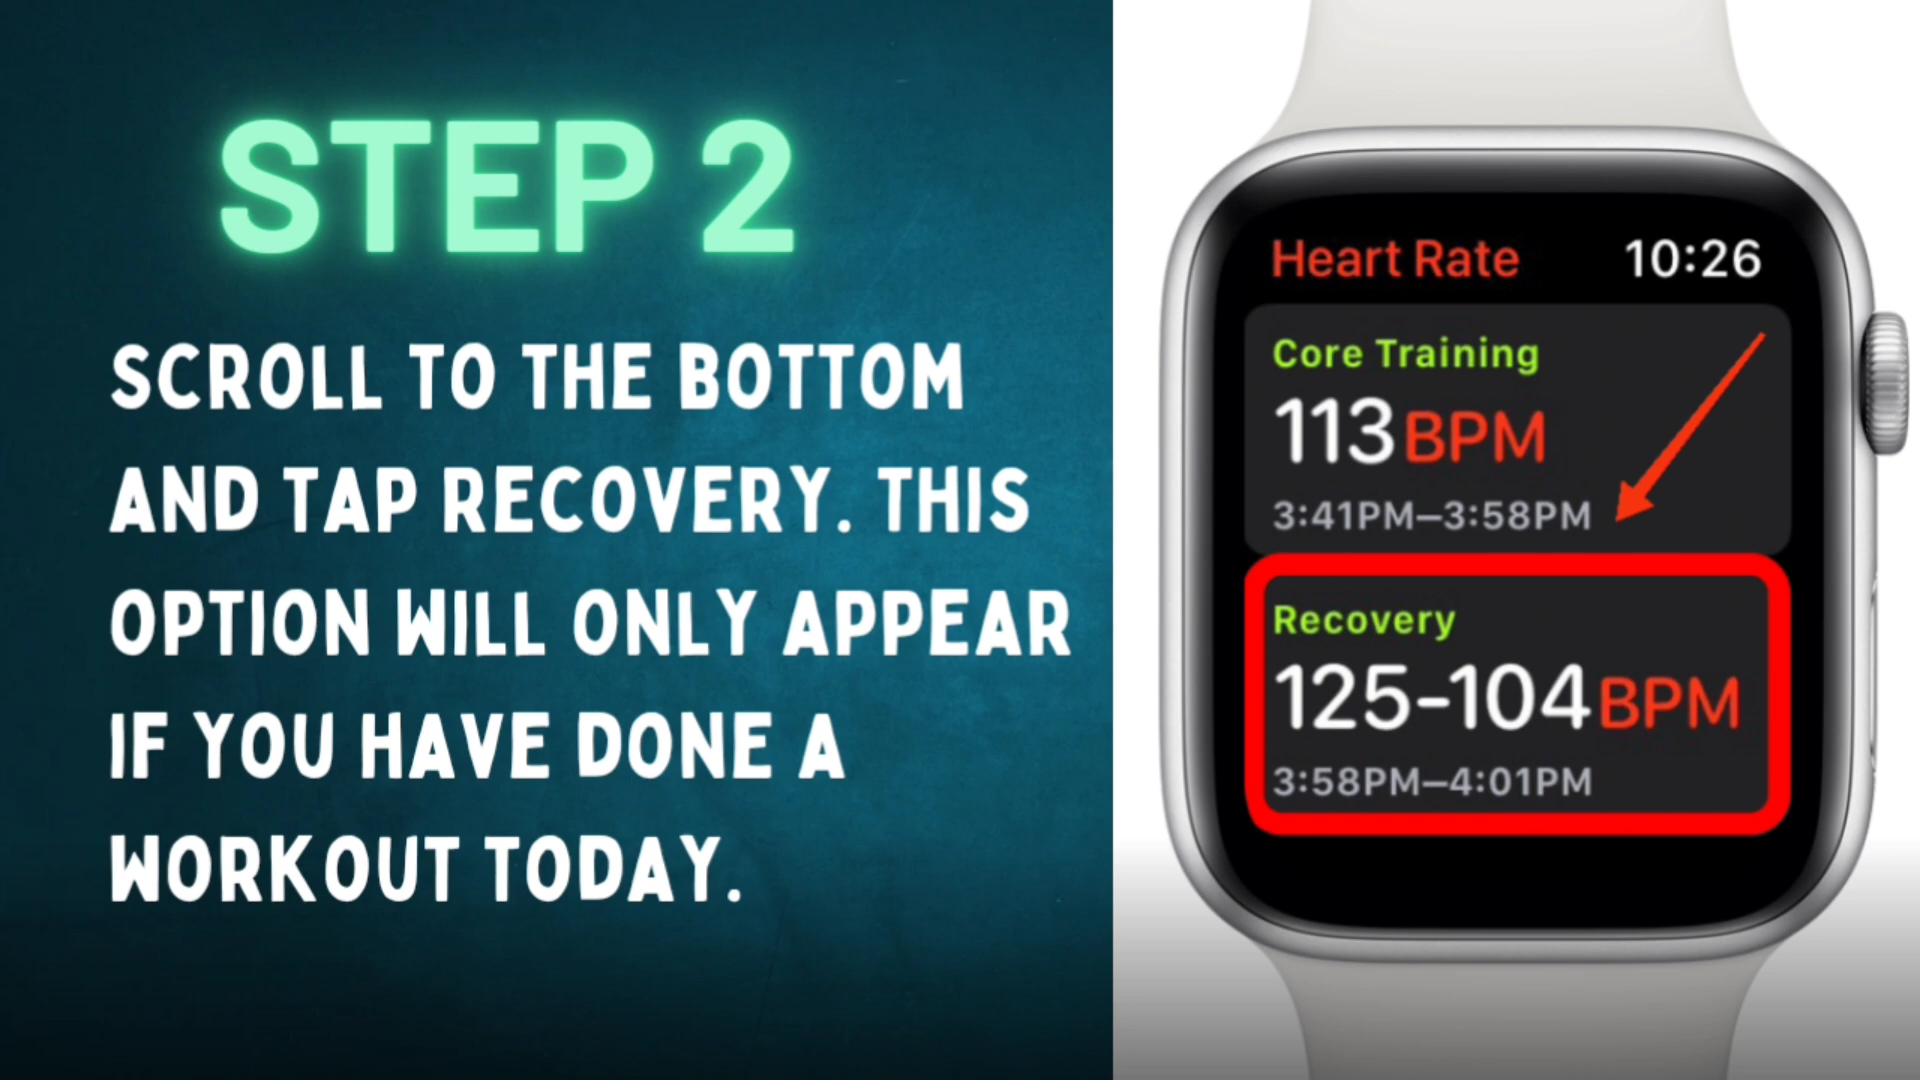 STEP 2
SCROLL TO THE BOTTOM
AND TAP RECOVERY. THIS
OPTION WILL ONLY APPEAR
IF YOU HAVE DONE A
WORKOUT TODAY.
Heart Rate 10:26
Core Training
113 BPM
3:41PM–3:58PM
Recovery
125-104 BPM
3:58PM–4:01PM